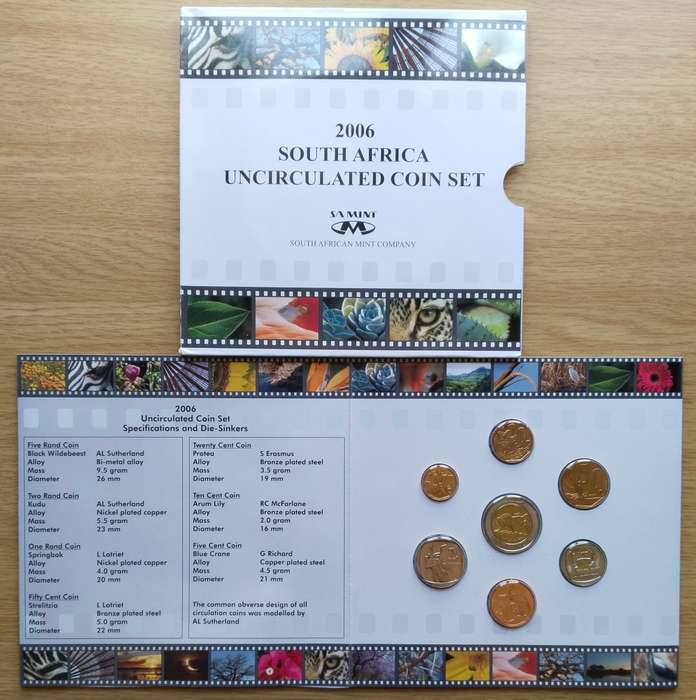 2006
SOUTH AFRICA
UNCIRCULATED COIN SET
SA MINT
SOUTH AFRICAN MINT COMPANY
2006
Uncirculated Coin Set
Specifications and Die-Sinkers
Five Rand Coin
Black Wildebeest AL Sutherland
Alloy Bi-metal alloy
Mass 9.5 gram
Diameter 26 mm
Two Rand Coin
Kudu AL Sutherland
Alloy Nickel plated copper
Mass 5.5 gram
Diameter 23 mm
One Rand Coin
Springbok L Lotriet
Alloy Nickel plated copper
Mass 4.0 gram
Diameter 20 mm
Fifty Cent Coin
Strelitzia L Lotriet
Alloy Bronze plated steel
Mass 5.0 gram
Diameter 22 mm
Twenty Cent Coin
Protea S Erasmus
Alloy Bronze plated steel
Mass 3.5 gram
Diameter 19 mm
Ten Cent Coin
Arum Lily RC McFarlane
Alloy Bronze plated steel
Mass 2.0 gram
Diameter 16 mm
Five Cent Coin
Blue Crane G Richard
Alloy Copper plated steel
Mass 4.5 gram
Diameter 21 mm
The common obverse design of all
circulation coins was modelled by
AL Sutherland